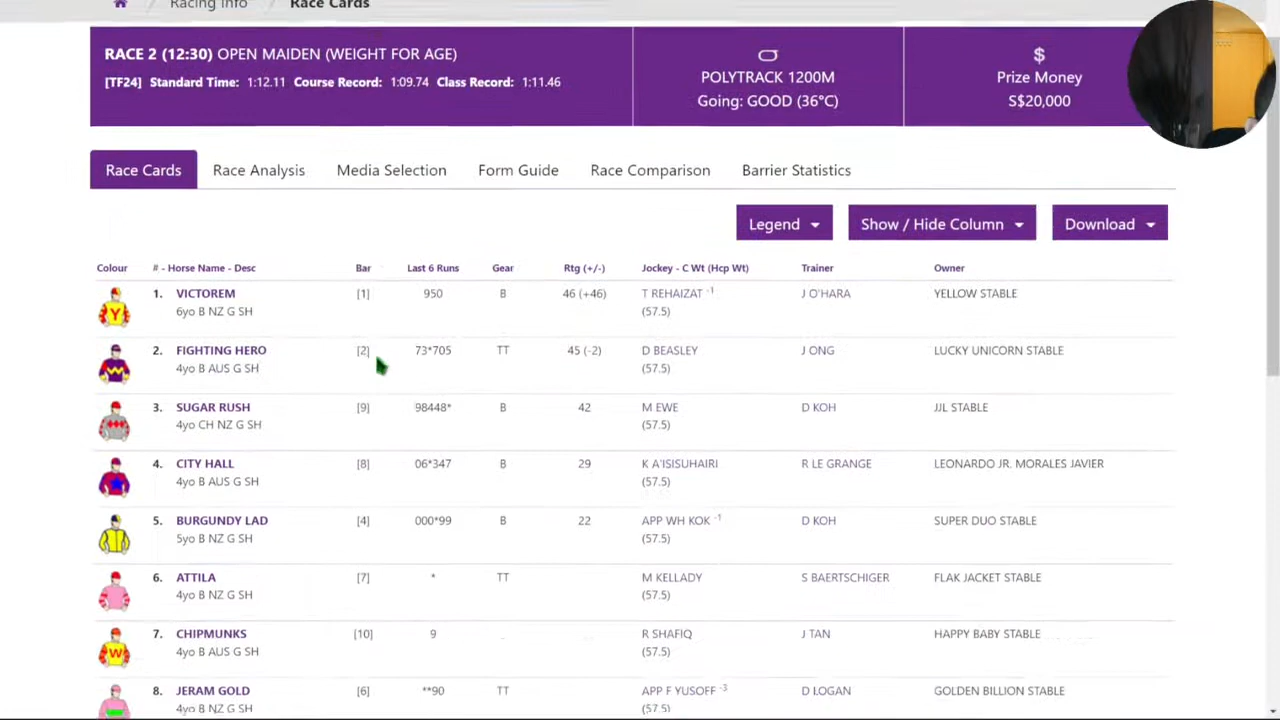 Racing Info / Race Cards
RACE 2 (12:30) OPEN MAIDEN (WEIGHT FOR AGE)
[TF24] Standard Time: 1:12.11 Course Record: 1:09.74 Class Record: 1:11.46
POLYTRACK 1200M
Going: GOOD (36°C)
$
Prize Money
S$20,000
Race Cards Race Analysis Media Selection Form Guide Race Comparison Barrier Statistics
Legend Show / Hide Column Download
Colour # - Horse Name - Desc Bar Last 6 Runs Gear Rtg (+/-) Jockey - C Wt (Hcp Wt) Trainer Owner
1. VICTOREM [1] 950 B 46 (+46) T REHAIZAT -1 J O'HARA YELLOW STABLE
6yo B NZ G SH (57.5)
2. FIGHTING HERO [2] 73*705 TT 45 (-2) D BEASLEY J ONG LUCKY UNICORN STABLE
4yo B AUS G SH (57.5)
3. SUGAR RUSH [9] 98448* B 42 M EWE D KOH JJL STABLE
4yo CH NZ G SH (57.5)
4. CITY HALL [8] 06*347 B 29 K A'ISISUHAIRI R LE GRANGE LEONARDO JR. MORALES JAVIER
4yo B AUS G SH (57.5)
5. BURGUNDY LAD [4] 000*99 B 22 APP WH KOK -1 D KOH SUPER DUO STABLE
5yo B NZ G SH (57.5)
6. ATTILA [7] * TT M KELLADY S BAERTSCHIGER FLAK JACKET STABLE
4yo B NZ G SH (57.5)
7. CHIPMUNKS [10] 9 R SHAFIQ J TAN HAPPY BABY STABLE
4yo B AUS G SH (57.5)
8. JERAM GOLD [6] **90 TT APP F YUSOFF -3 D LOGAN GOLDEN BILLION STABLE
4yo B NZ G SH (57.5)